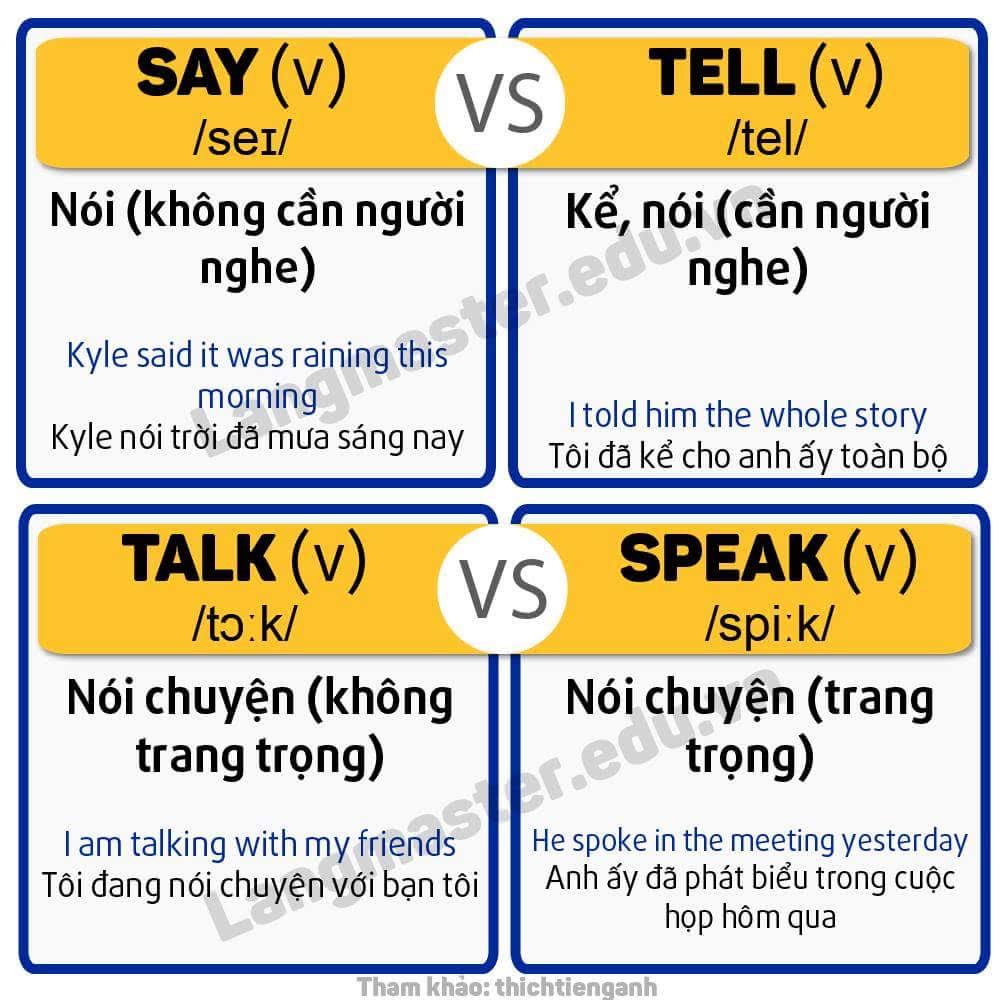 SAY (v)
/seɪ/
VS
TELL (v)
/tel/
Nói (không cần người
nghe)
Kyle said it was raining this
morning
Kyle nói trời đã mưa sáng nay
Kể, nói (cần người
nghe)
I told him the whole story
Tôi đã kể cho anh ấy toàn bộ
Langmaster.edu.vn
TALK (v)
/tɔːk/
VS
SPEAK (v)
/spiːk/
Nói chuyện (không
trang trọng)
I am talking with my friends
Tôi đang nói chuyện với bạn tôi
Nói chuyện (trang
trọng)
He spoke in the meeting yesterday
Anh ấy đã phát biểu trong cuộc
họp hôm qua
Langmaster.edu.vn
Tham khảo: thichtienganh